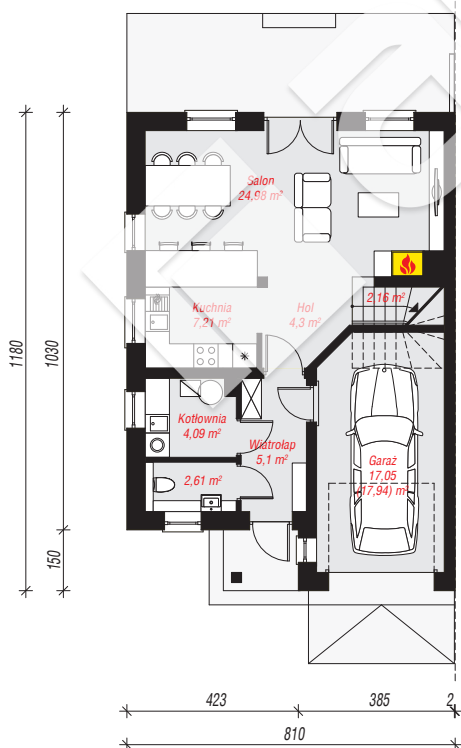 Salon
24,98 m²
Kuchnia
7,21 m²
Hol
4,3 m²
2,16 m²
Kotłownia
4,09 m²
Wiatrołap
5,1 m²
2,61 m²
Garaż
17,05
(17,94) m²
1180
1030
150
423
385
2
810